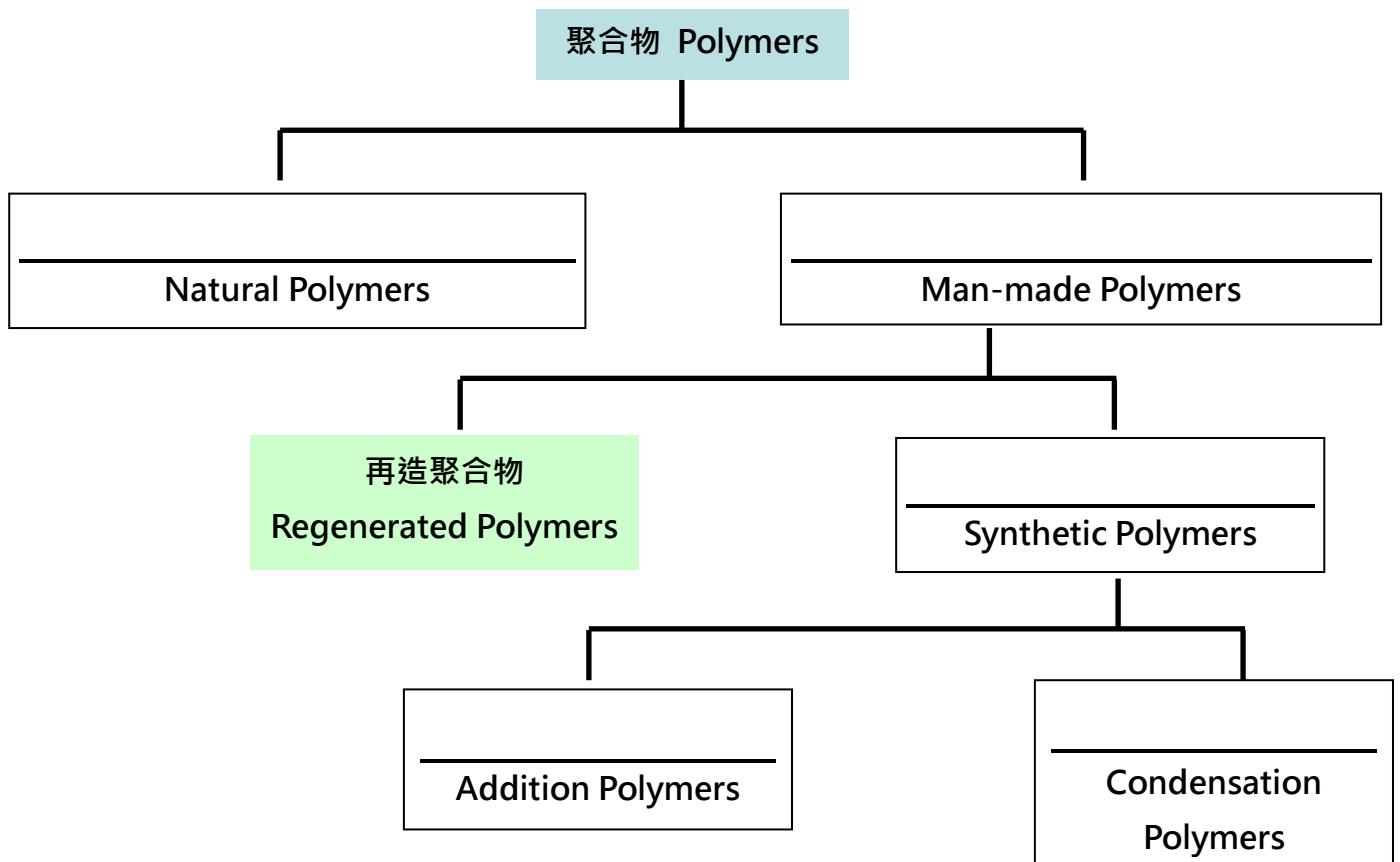 聚合物 Polymers
Natural Polymers
Man-made Polymers
再造聚合物
Regenerated Polymers
Synthetic Polymers
Addition Polymers
Condensation
Polymers